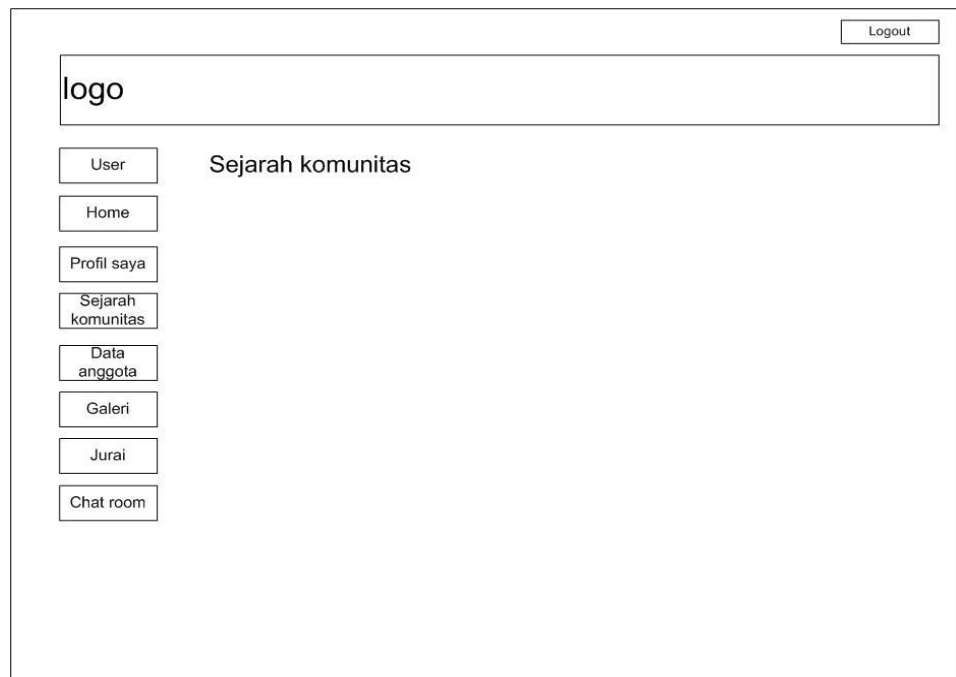 Logout
logo
User
Sejarah komunitas
Home
Profil saya
Sejarah
komunitas
Data
anggota
Galeri
Jurai
Chat room